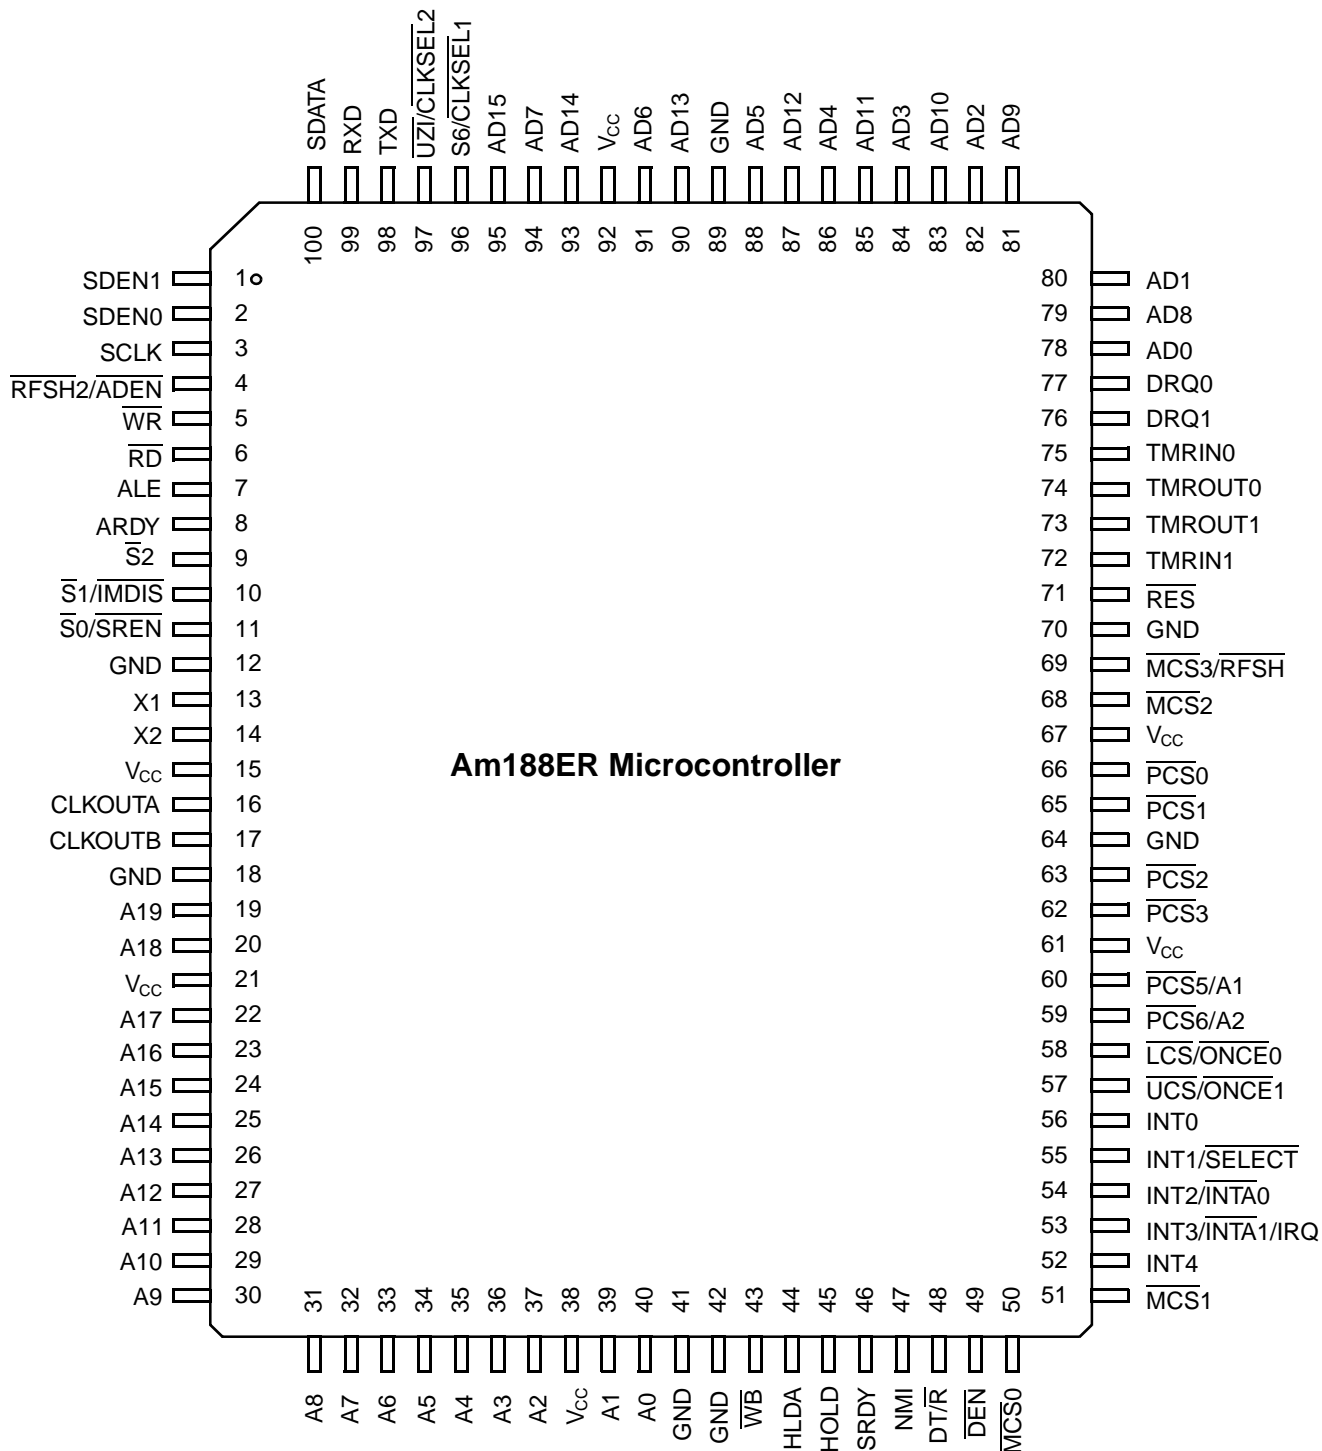 SDATA
RXD
TXD
UZI/CLKSEL2
S6/CLKSEL1
AD15
AD7
AD14
VCC
AD6
AD13
GND
AD5
AD12
AD4
AD11
AD3
AD10
AD2
AD9
100
99
98
97
96
95
94
93
92
91
90
89
88
87
86
85
84
83
82
81
SDEN1 1 80 AD1
SDEN0 2 79 AD8
SCLK 3 78 AD0
RFSH2/ADEN 4 77 DRQ0
WR 5 76 DRQ1
RD 6 75 TMRIN0
ALE 7 74 TMROUT0
ARDY 8 73 TMROUT1
S2 9 72 TMRIN1
S1/IMDIS 10 71 RES
S0/SREN 11 70 GND
GND 12 69 MCS3/RFSH
X1 13 68 MCS2
X2 14 67 VCC
VCC 15 66 PCS0
Am188ER Microcontroller
CLKOUTA 16 65 PCS1
CLKOUTB 17 64 GND
GND 18 63 PCS2
A19 19 62 PCS3
A18 20 61 VCC
VCC 21 60 PCS5/A1
A17 22 59 PCS6/A2
A16 23 58 LCS/ONCE0
A15 24 57 UCS/ONCE1
A14 25 56 INT0
A13 26 55 INT1/SELECT
A12 27 54 INT2/INTA0
A11 28 53 INT3/INTA1/IRQ
A10 29 52 INT4
A9 30 51 MCS1
31
32
33
34
35
36
37
38
39
40
41
42
43
44
45
46
47
48
49
50
A8
A7
A6
A5
A4
A3
A2
VCC
A1
A0
GND
GND
WB
HLDA
HOLD
SRDY
NMI
DT/R
DEN
MCS0